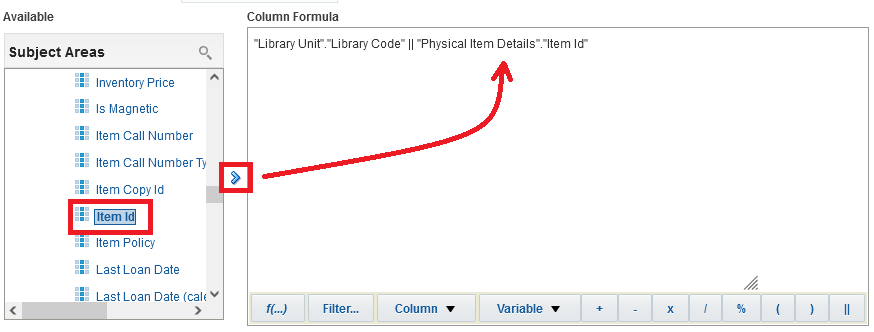 Available
Column Formula
Subject Areas
"Library Unit"."Library Code" || "Physical Item Details"."Item Id"
Inventory Price
Is Magnetic
Item Call Number
Item Call Number Ty
Item Copy Id
Item Id
Item Policy
Last Loan Date
Last Loan Date (cale
f(...) Filter... Column Variable + - x / % ( ) ||